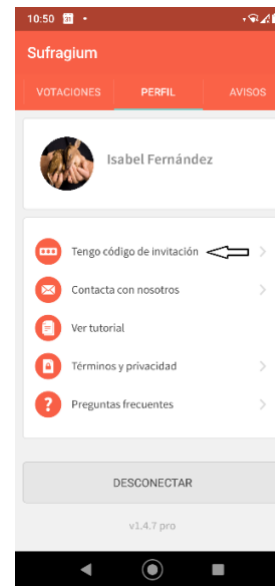 10:50
Sufragium
VOTACIONES PERFIL AVISOS
Isabel Fernández
Tengo código de invitación
Contacta con nosotros
Ver tutorial
Términos y privacidad
? Preguntas frecuentes
DESCONECTAR
v1.4.7 pro